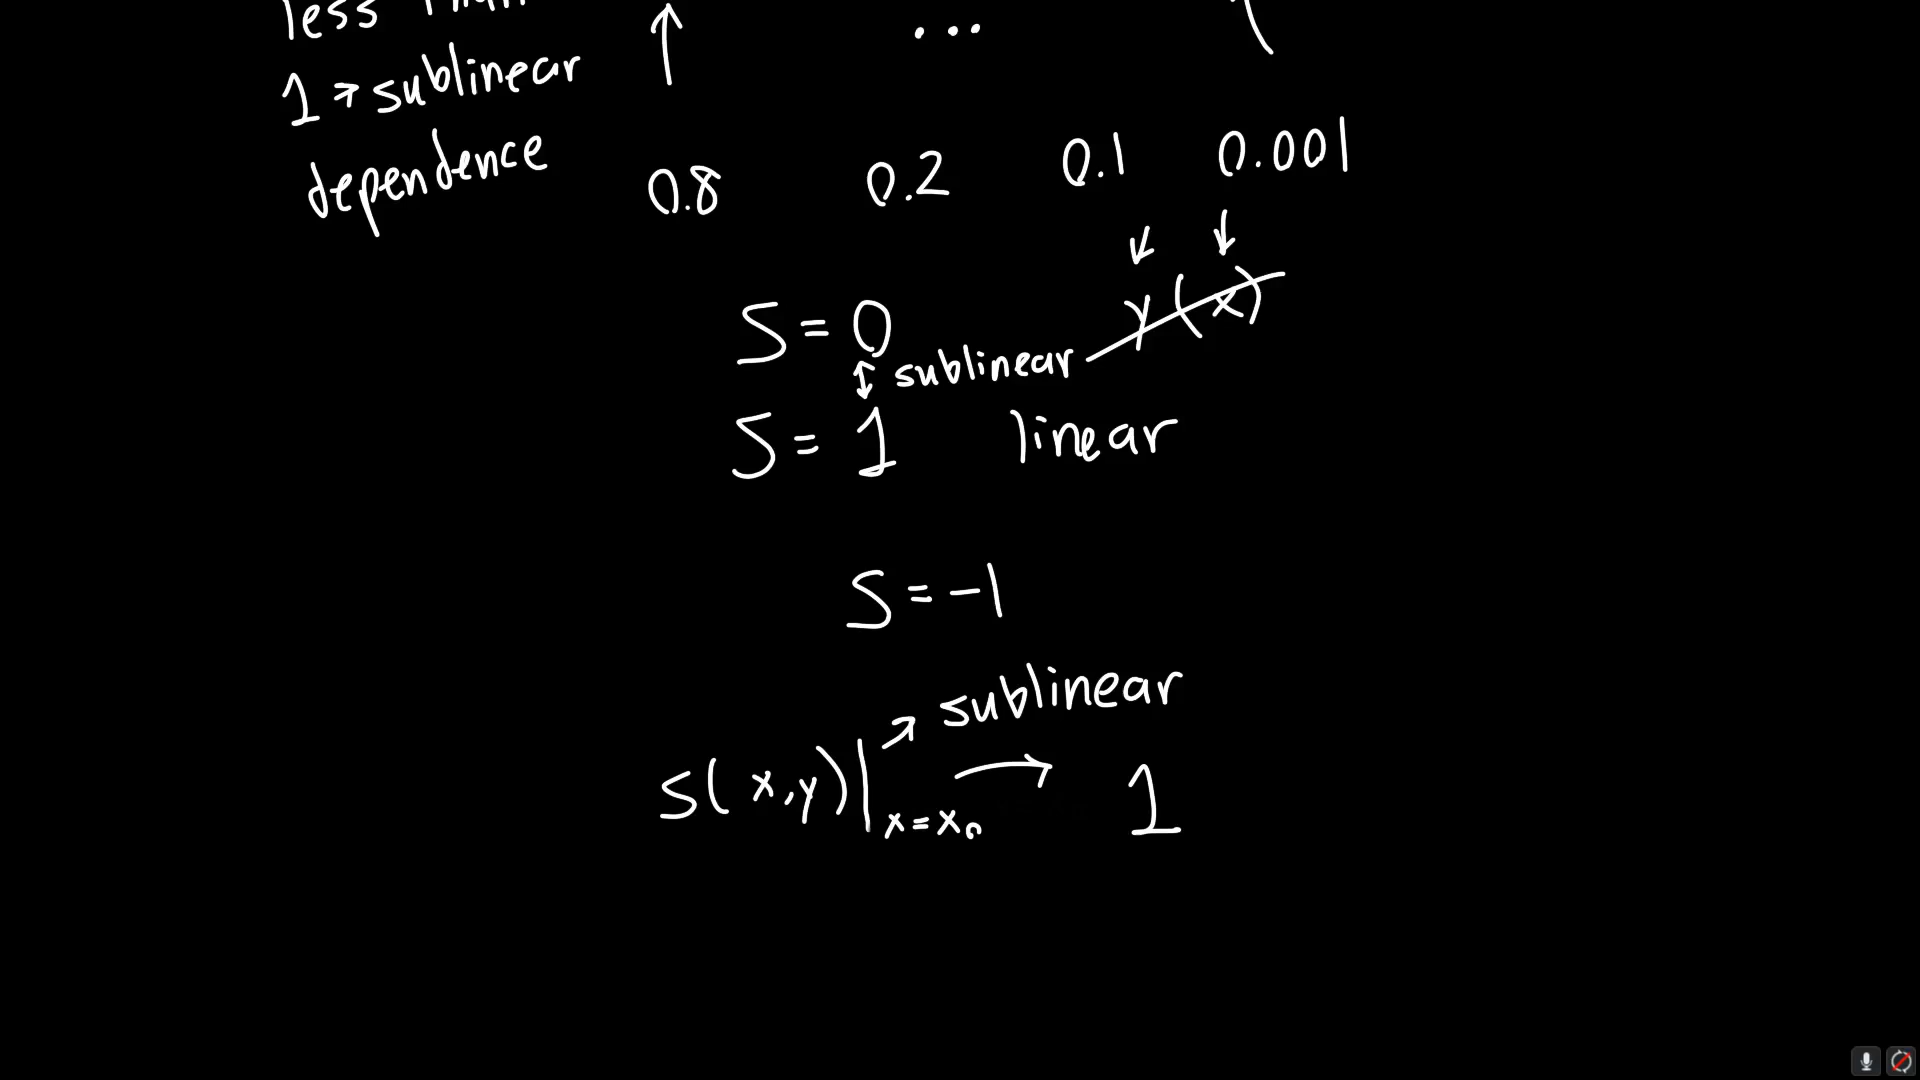 less
1 → sublinear
dependence
...
0.8 0.2 0.1 0.001
S = 0
y(x)
sublinear
S = 1 linear
S = -1
sublinear
S(x,y)|x=x₀ → 1